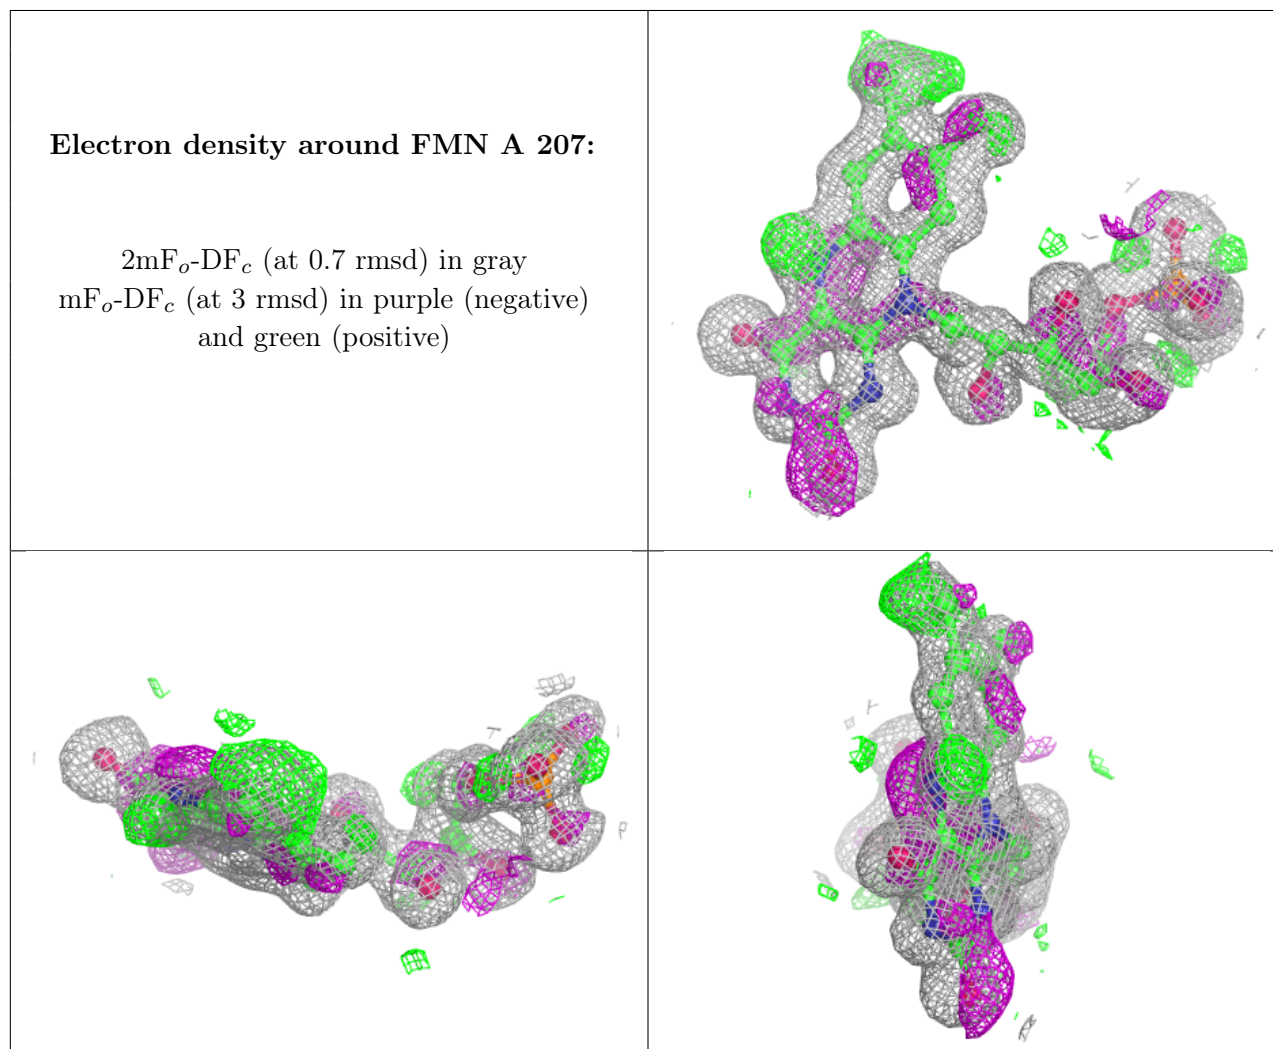 Electron density around FMN A 207:
2mFo-DFc (at 0.7 rmsd) in gray
mFo-DFc (at 3 rmsd) in purple (negative)
and green (positive)